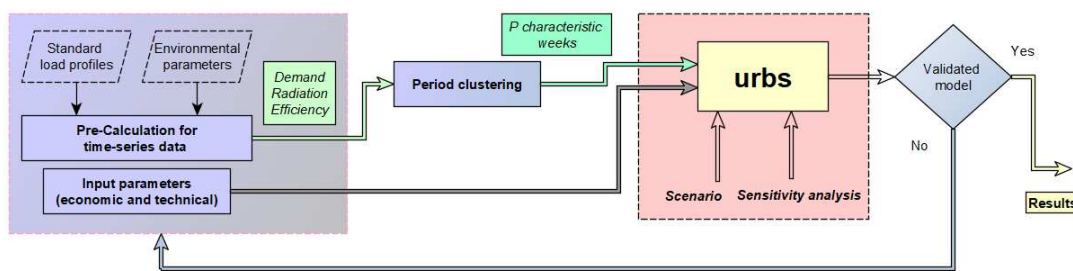 Standard
load profiles
Environmental
parameters
Pre-Calculation for
time-series data
Input parameters
(economic and technical)
Demand
Radiation
Efficiency
Period clustering
P characteristic
weeks
urbs
Scenario
Sensitivity analysis
Validated
model
Yes
No
Results